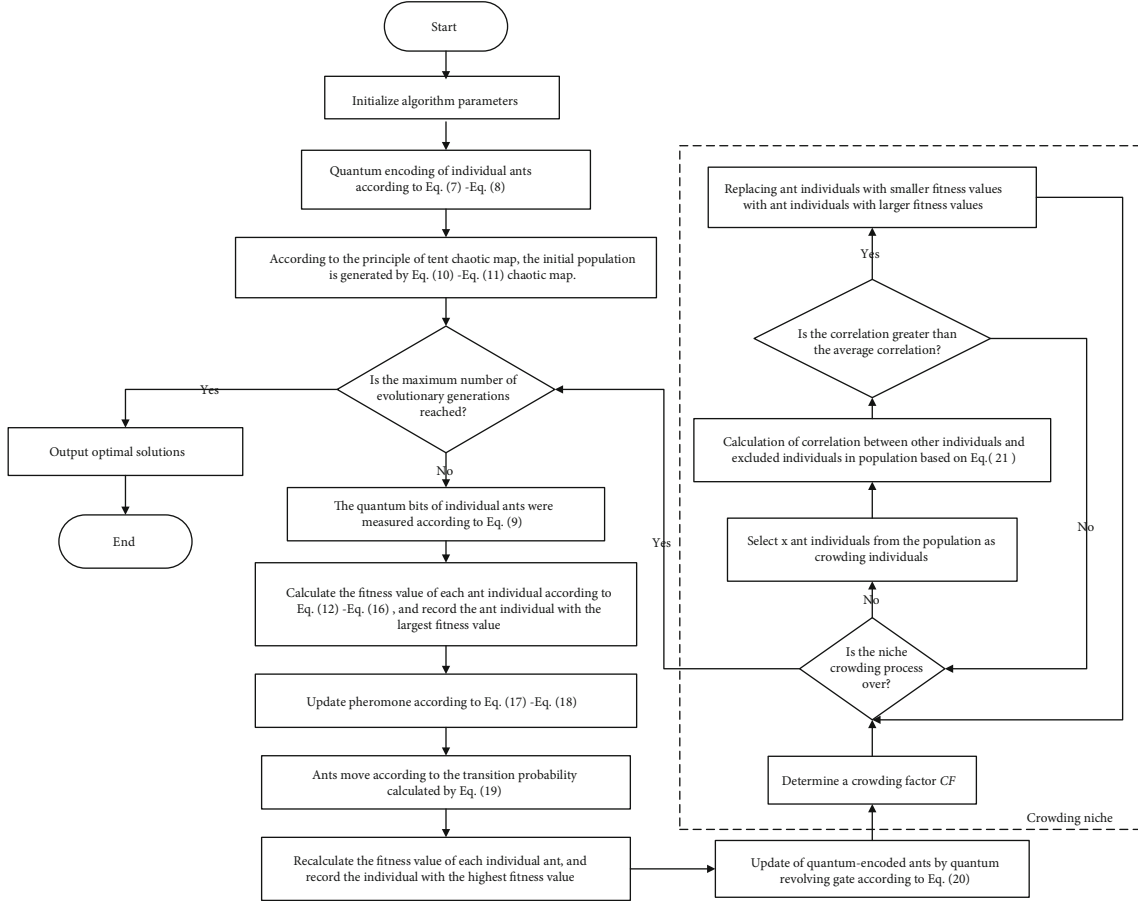 Start
Initialize algorithm parameters
Quantum encoding of individual ants
according to Eq. (7) -Eq. (8)
According to the principle of tent chaotic map, the initial population
is generated by Eq. (10) -Eq. (11) chaotic map.
Is the maximum number of
evolutionary generations
reached?
Yes
Output optimal solutions
End
No
The quantum bits of individual ants were
measured according to Eq. (9)
Calculate the fitness value of each ant individual according to
Eq. (12) -Eq. (16) , and record the ant individual with the
largest fitness value
Update pheromone according to Eq. (17) -Eq. (18)
Ants move according to the transition probability
calculated by Eq. (19)
Recalculate the fitness value of each individual ant, and
record the individual with the highest fitness value
Update of quantum-encoded ants by quantum
revolving gate according to Eq. (20)
Crowding niche
Determine a crowding factor CF
Is the niche
crowding process
over?
Yes
No
Select x ant individuals from the population as
crowding individuals
Calculation of correlation between other individuals and
excluded individuals in population based on Eq.( 21 )
Is the correlation greater than
the average correlation?
No
Yes
Replacing ant individuals with smaller fitness values
with ant individuals with larger fitness values